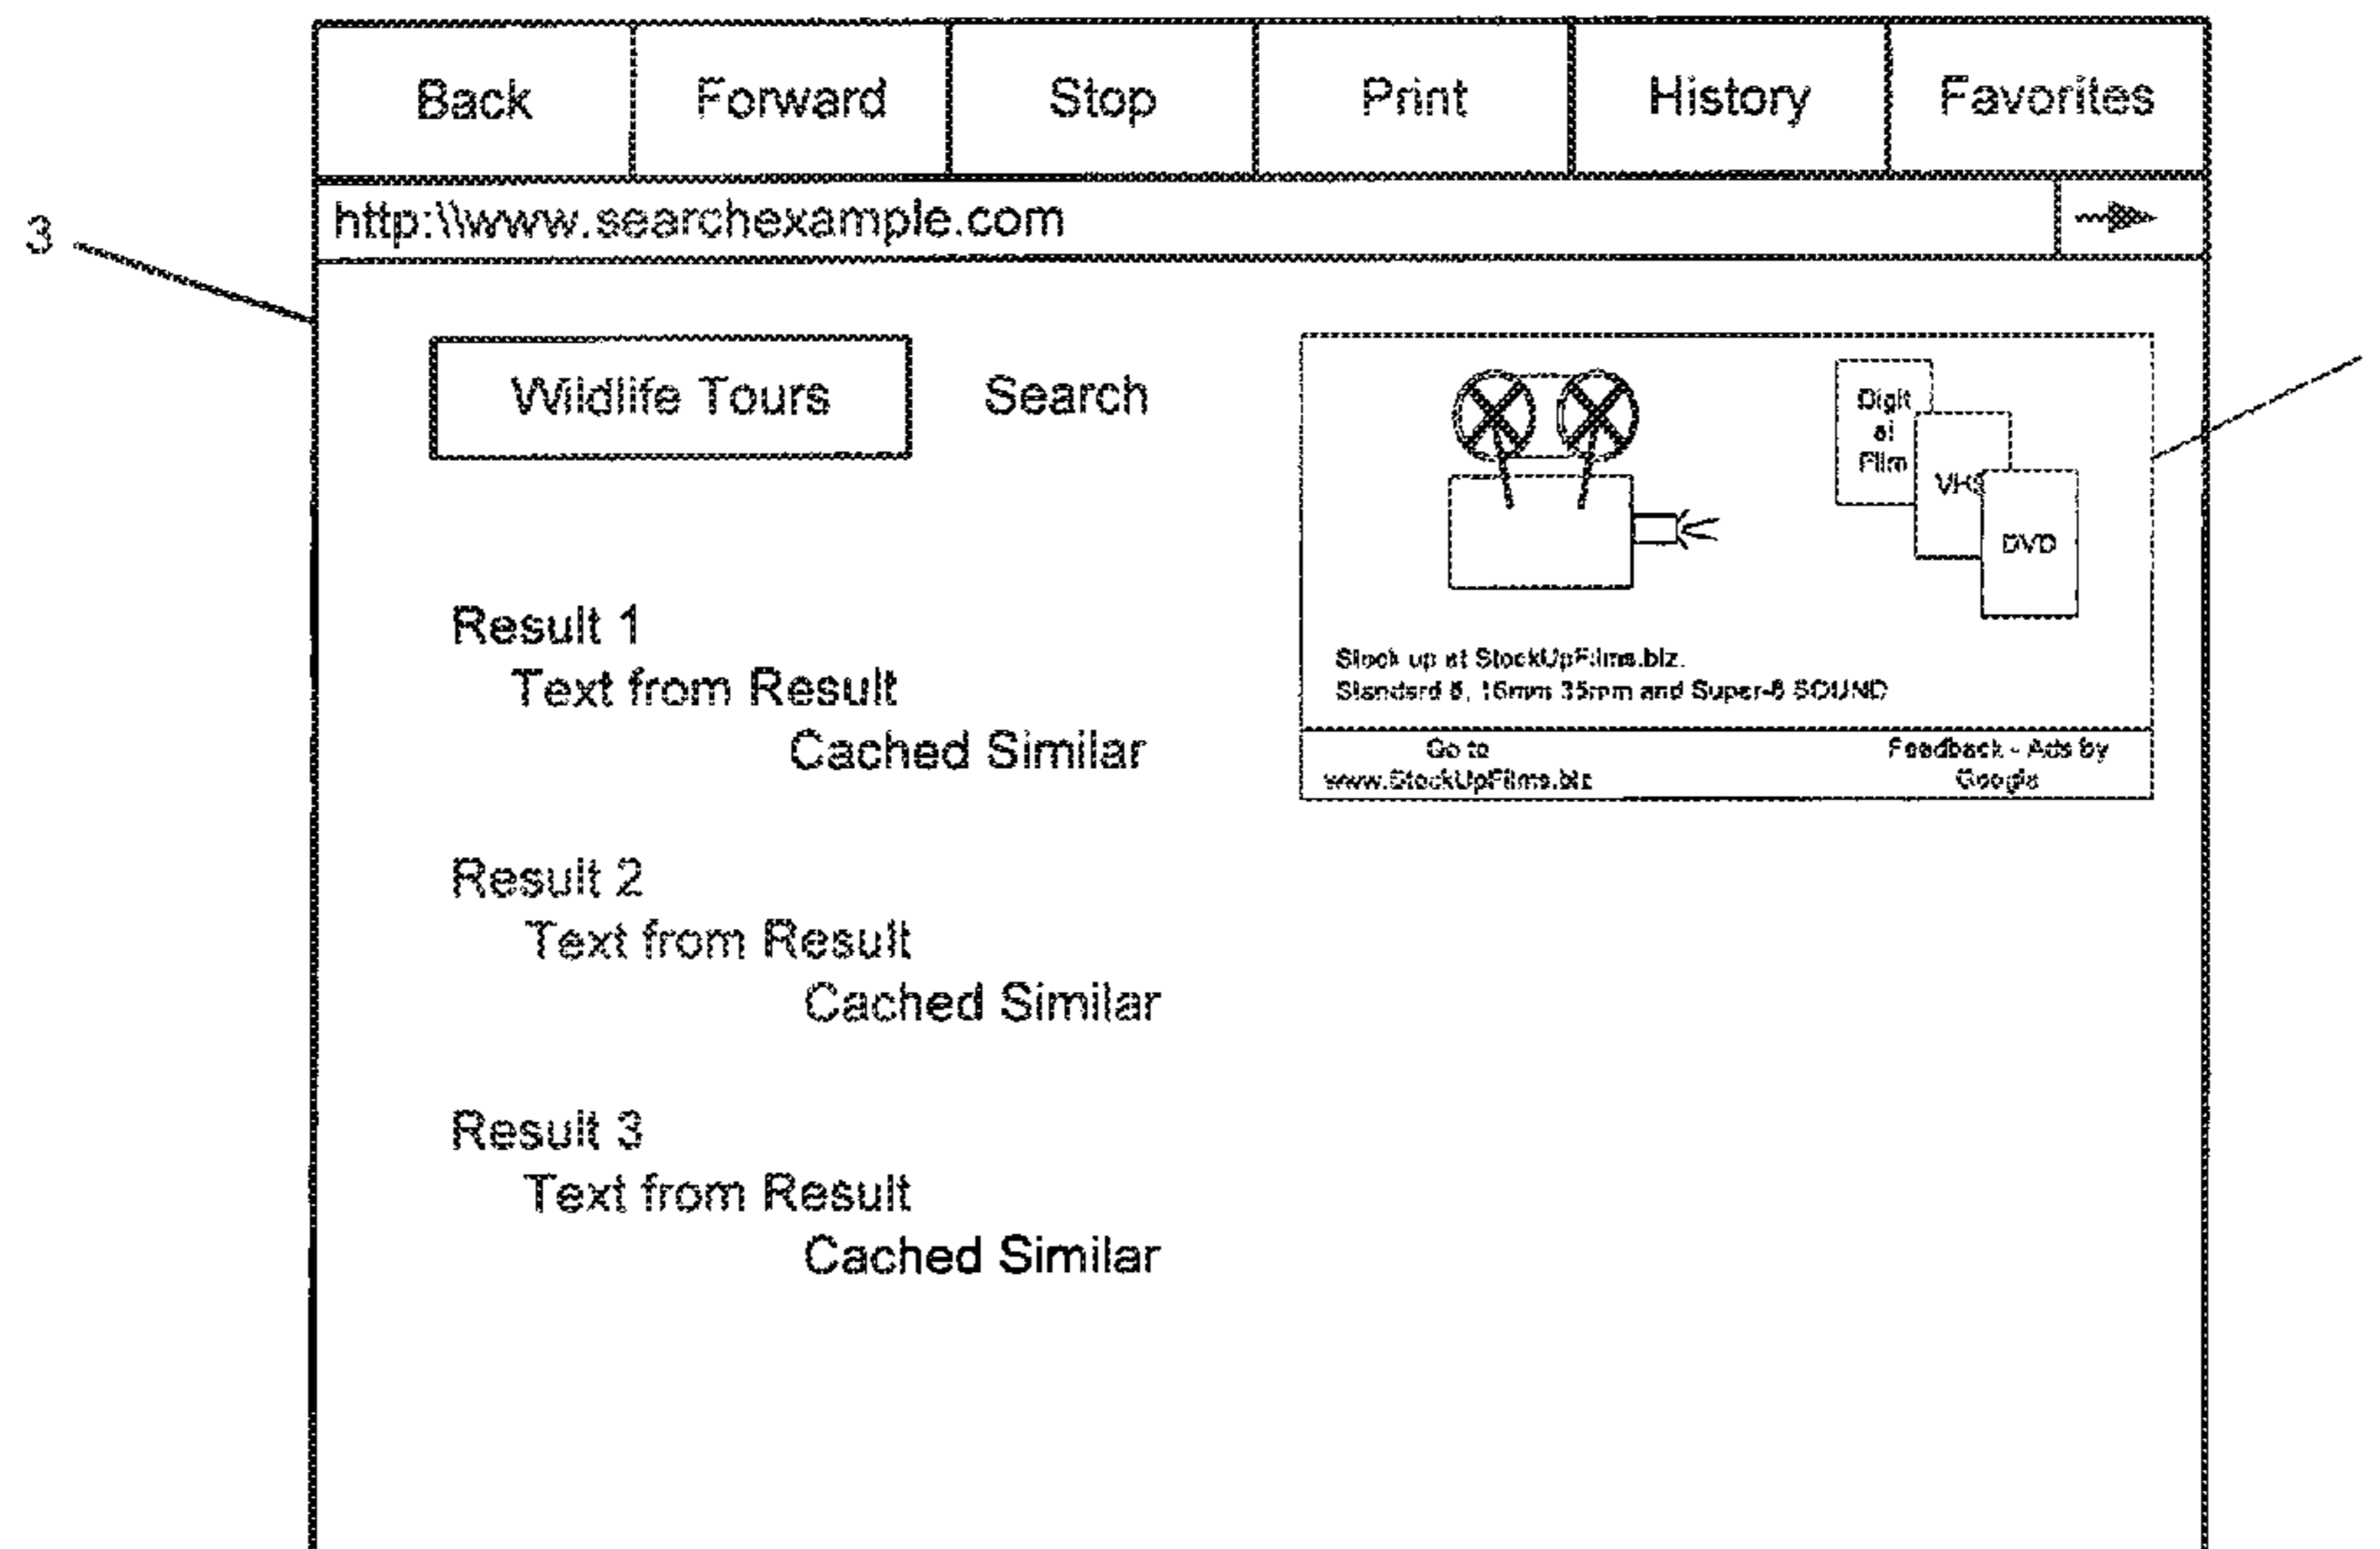 Back Forward Stop Print History Favorites
http:\\www.searchexample.com
3
Wildlife Tours Search
Digit
al
Film
VHS
DVD
Stock up at StockUpFilms.biz.
Standard 8, 16mm 35mm and Super-8 SOUND
Go to
www.StockUpFilms.biz
Feedback - Ads by
Google
Result 1
Text from Result
Cached Similar
Result 2
Text from Result
Cached Similar
Result 3
Text from Result
Cached Similar